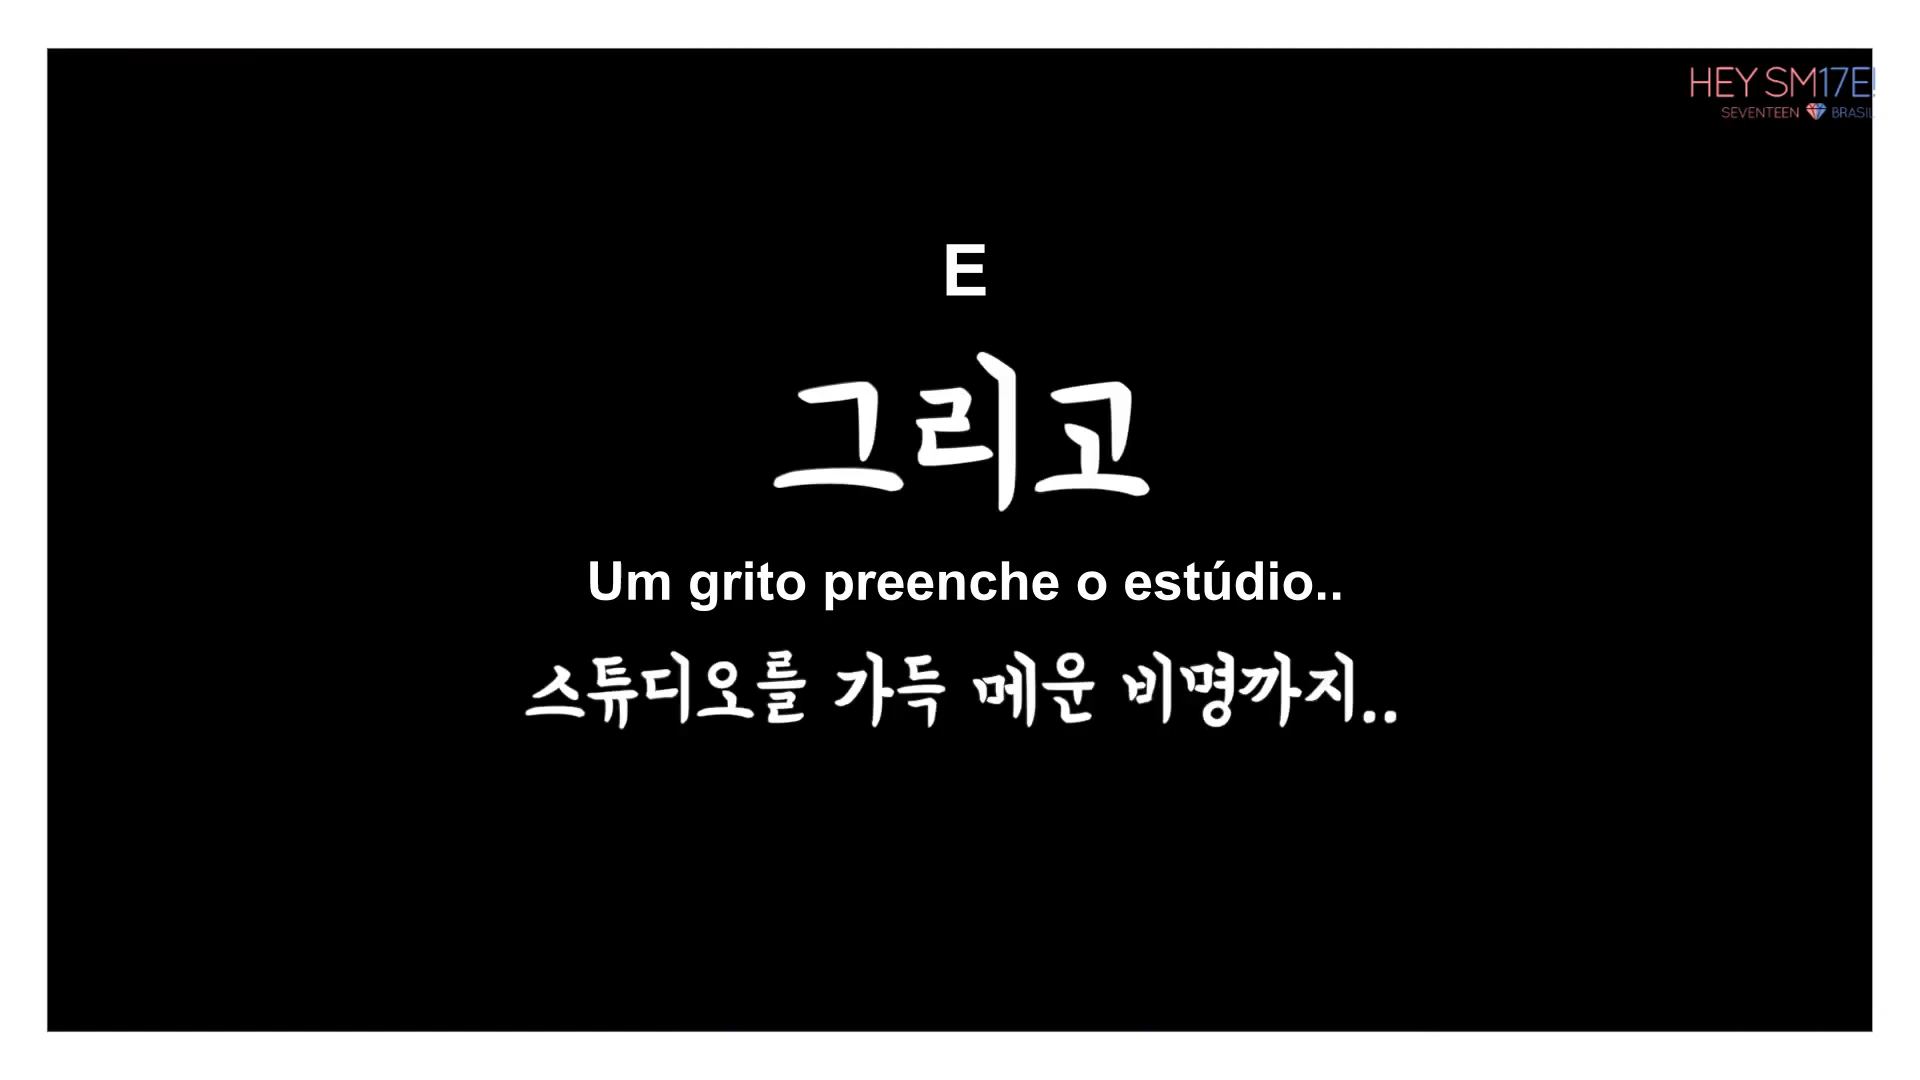 HEY SM17E!
SEVENTEEN BRASIL
E
그리고
Um grito preenche o estúdio..
스튜디오를 가득 메운 비명까지..